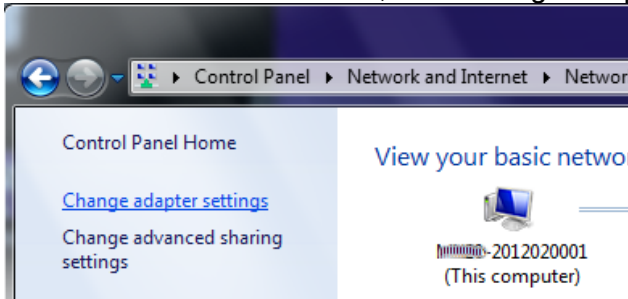 Control Panel ▸ Network and Internet ▸ Networ
Control Panel Home
View your basic networ
Change adapter settings
Change advanced sharing
settings
-2012020001
(This computer)